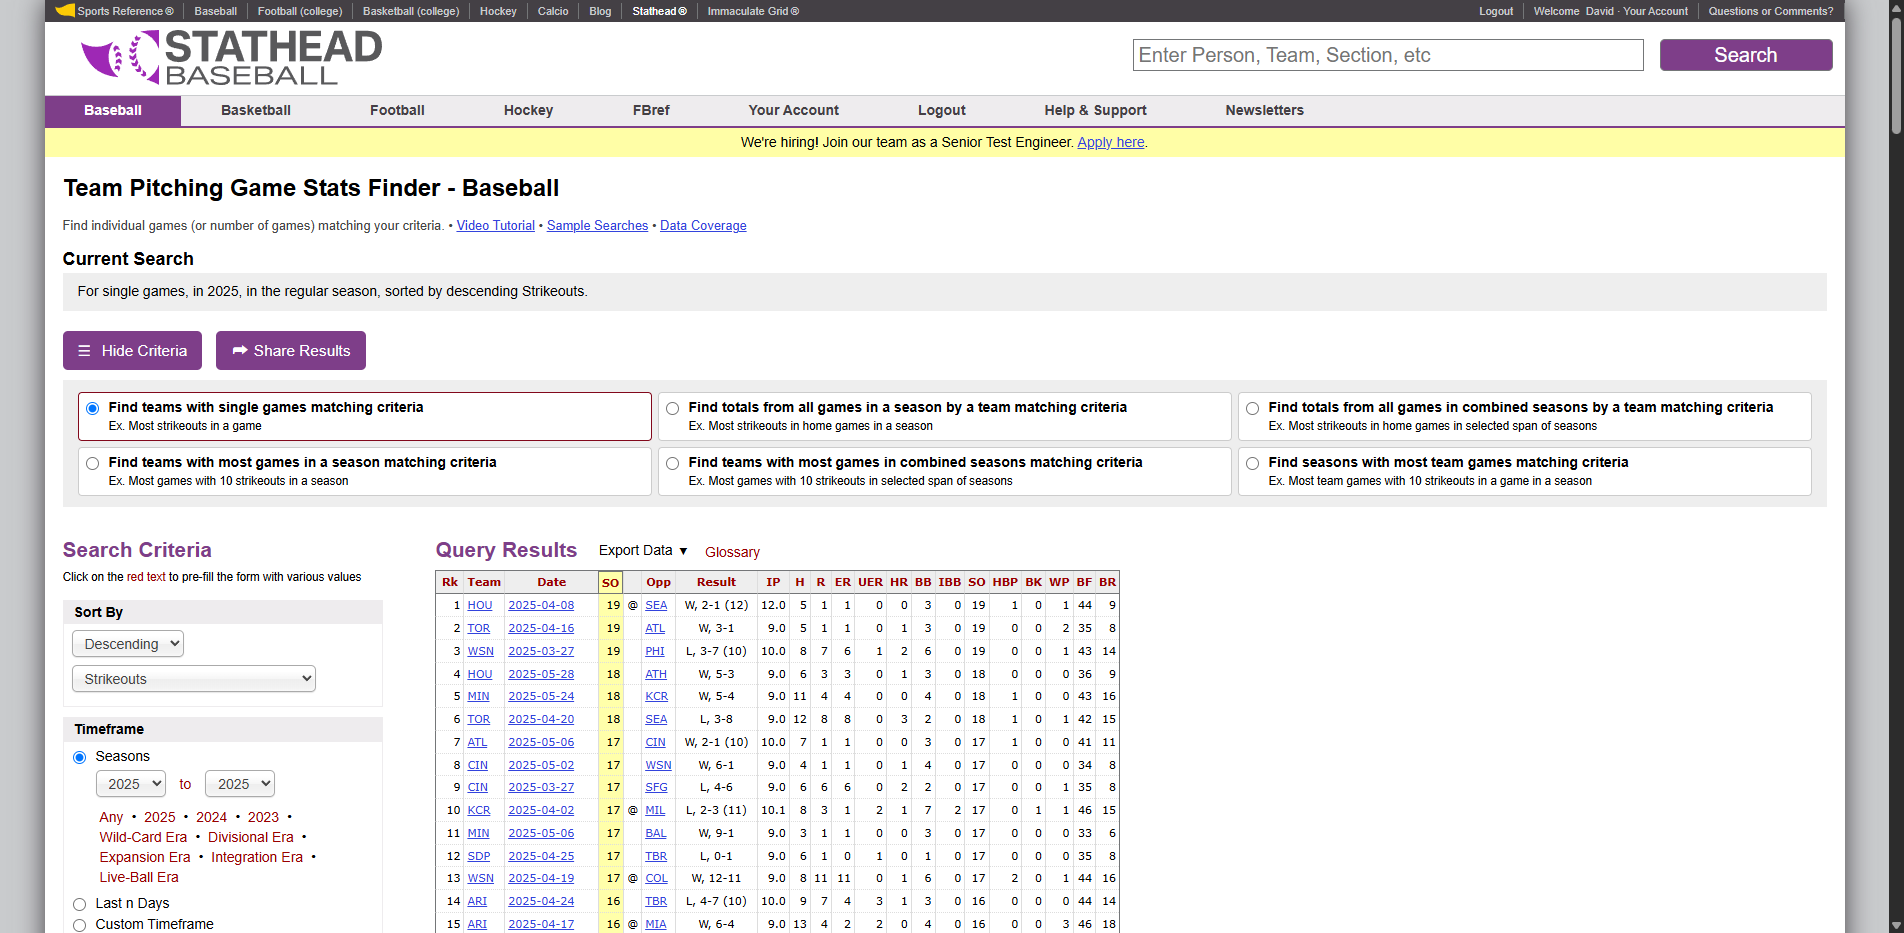 Sports Reference ® Baseball Football (college) Basketball (college) Hockey Calcio Blog Stathead ® Immaculate Grid ® Logout Welcome David · Your Account Questions or Comments?
STATHEAD
BASEBALL
Enter Person, Team, Section, etc Search
Baseball Basketball Football Hockey FBref Your Account Logout Help & Support Newsletters
We're hiring! Join our team as a Senior Test Engineer. Apply here.
Team Pitching Game Stats Finder - Baseball
Find individual games (or number of games) matching your criteria. • Video Tutorial • Sample Searches • Data Coverage
Current Search
For single games, in 2025, in the regular season, sorted by descending Strikeouts.
☰ Hide Criteria Share Results
Find teams with single games matching criteria
Ex. Most strikeouts in a game
Find totals from all games in a season by a team matching criteria
Ex. Most strikeouts in home games in a season
Find totals from all games in combined seasons by a team matching criteria
Ex. Most strikeouts in home games in selected span of seasons
Find teams with most games in a season matching criteria
Ex. Most games with 10 strikeouts in a season
Find teams with most games in combined seasons matching criteria
Ex. Most games with 10 strikeouts in selected span of seasons
Find seasons with most team games matching criteria
Ex. Most team games with 10 strikeouts in a game in a season
Search Criteria
Click on the red text to pre-fill the form with various values
Sort By
Descending
Strikeouts
Timeframe
Seasons
2025 to 2025
Any • 2025 • 2024 • 2023 •
Wild-Card Era • Divisional Era •
Expansion Era • Integration Era •
Live-Ball Era
Last n Days
Custom Timeframe
Query Results Export Data ▼ Glossary
Rk Team Date SO Opp Result IP H R ER UER HR BB IBB SO HBP BK WP BF BR
1 HOU 2025-04-08 19 @ SEA W, 2-1 (12) 12.0 5 1 1 0 0 3 0 19 1 0 1 44 9
2 TOR 2025-04-16 19 ATL W, 3-1 9.0 5 1 1 0 1 3 0 19 0 0 2 35 8
3 WSN 2025-03-27 19 PHI L, 3-7 (10) 10.0 8 7 6 1 2 6 0 19 0 0 1 43 14
4 HOU 2025-05-28 18 ATH W, 5-3 9.0 6 3 3 0 1 3 0 18 0 0 0 36 9
5 MIN 2025-05-24 18 KCR W, 5-4 9.0 11 4 4 0 0 4 0 18 1 0 0 43 16
6 TOR 2025-04-20 18 SEA L, 3-8 9.0 12 8 8 0 3 2 0 18 1 0 1 42 15
7 ATL 2025-05-06 17 CIN W, 2-1 (10) 10.0 7 1 1 0 0 3 0 17 1 0 0 41 11
8 CIN 2025-05-02 17 WSN W, 6-1 9.0 4 1 1 0 1 4 0 17 0 0 0 34 8
9 CIN 2025-03-27 17 SFG L, 4-6 9.0 6 6 6 0 2 2 0 17 0 0 1 35 8
10 KCR 2025-04-02 17 @ MIL L, 2-3 (11) 10.1 8 3 1 2 1 7 2 17 0 1 1 46 15
11 MIN 2025-05-06 17 BAL W, 9-1 9.0 3 1 1 0 0 3 0 17 0 0 0 33 6
12 SDP 2025-04-25 17 TBR L, 0-1 9.0 6 1 0 1 0 1 0 17 0 0 0 35 8
13 WSN 2025-04-19 17 @ COL W, 12-11 9.0 8 11 11 0 1 6 0 17 2 0 1 44 16
14 ARI 2025-04-24 16 TBR L, 4-7 (10) 10.0 9 7 4 3 1 3 0 16 0 0 0 44 14
15 ARI 2025-04-17 16 @ MIA W, 6-4 9.0 13 4 2 2 0 4 0 16 0 0 3 46 18